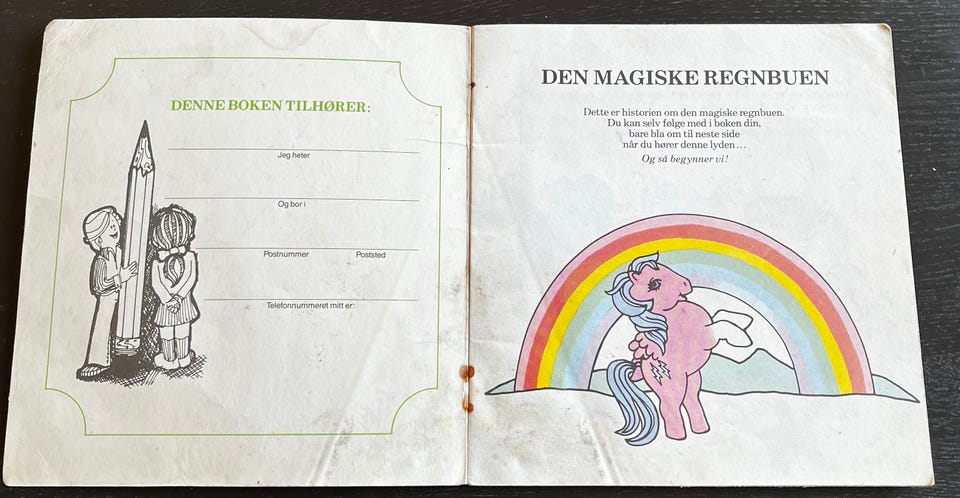 DENNE BOKEN TILHØRER:
Jeg heter
Og bor i
Postnummer Poststed
Telefonnummeret mitt er:
DEN MAGISKE REGNBUEN
Dette er historien om den magiske regnbuen.
Du kan selv følge med i boken din,
bare bla om til neste side
når du hører denne lyden...
Og så begynner vi!